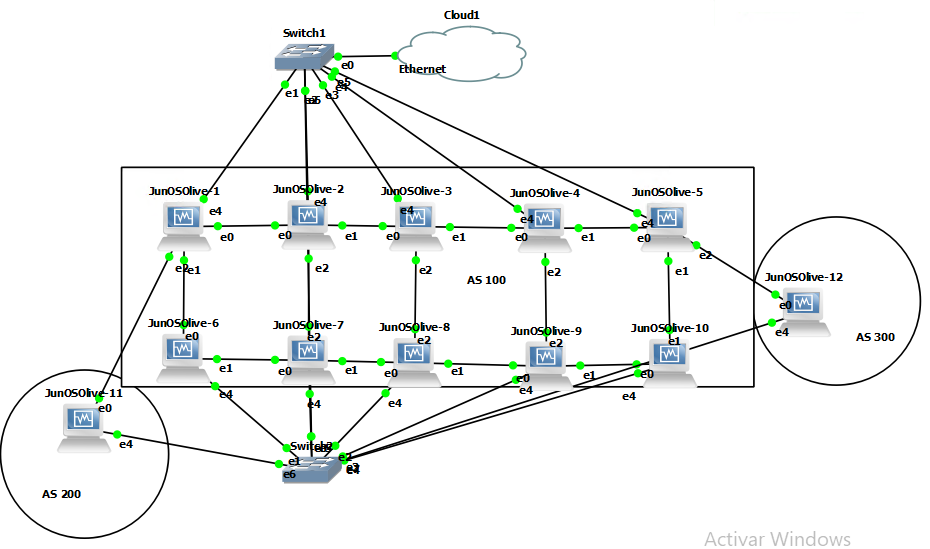 Cloud1
Switch1
e0
Ethernet
e5
e4
e1
e3
JunOSOlive-1
JunOSOlive-2
JunOSOlive-3
JunOSOlive-4
JunOSOlive-5
e4
e4
e4
e4
e4
e0
e0
e1
e0
e1
e0
e1
e0
e2
e2
e1
e2
e2
e2
e1
AS 100
JunOSOlive-12
e0
e4
AS 300
JunOSOlive-6
JunOSOlive-7
JunOSOlive-8
JunOSOlive-9
JunOSOlive-10
e0
e2
e2
e2
e1
e1
e0
e1
e0
e1
e0
e1
e0
JunOSOlive-11
e0
e4
e4
e4
e4
e4
e4
Switch2
e1
e2
e4
e6
AS 200
Activar Windows